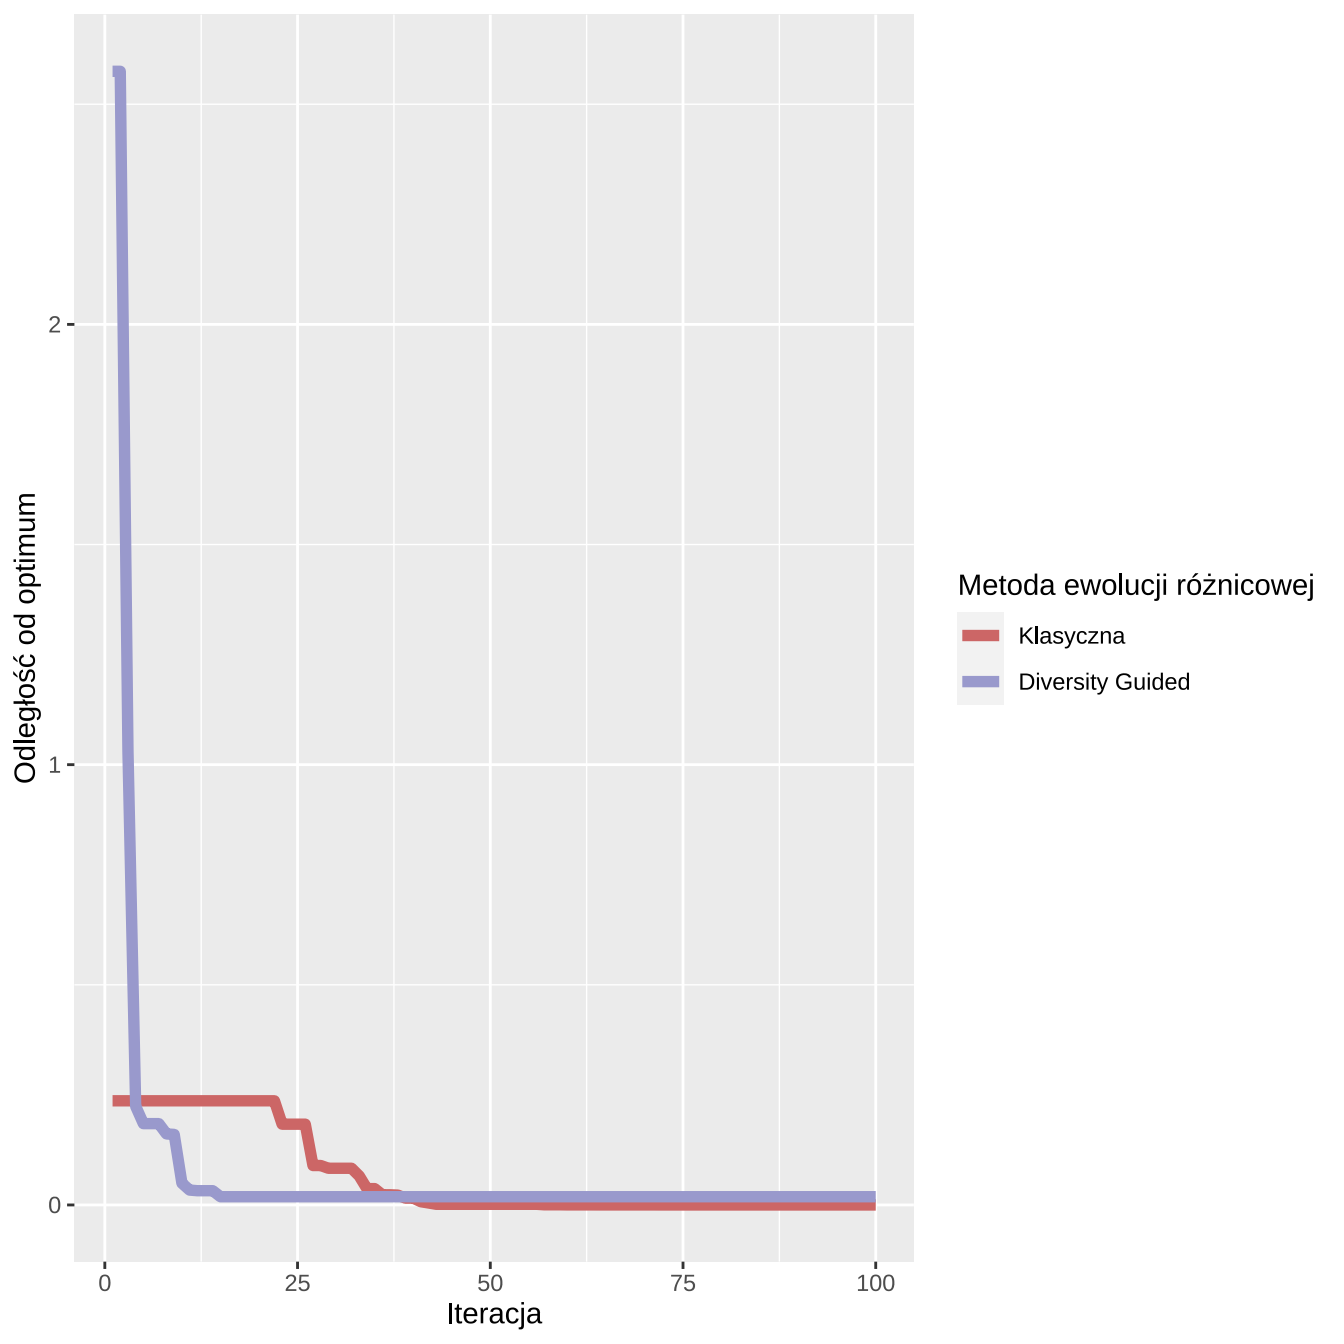 Odległość od optimum
2
1
0
0 25 50 75 100
Iteracja
Metoda ewolucji różnicowej
Klasyczna
Diversity Guided